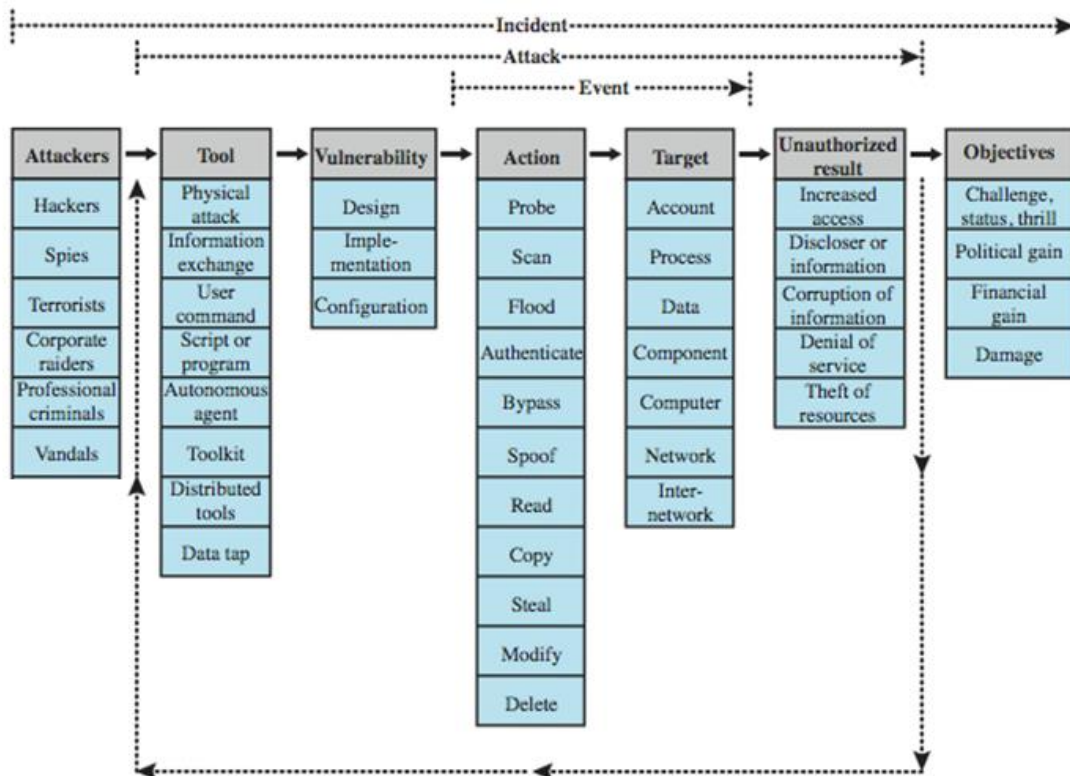 Incident
Attack
Event
Attackers
Hackers
Spies
Terrorists
Corporate
raiders
Professional
criminals
Vandals
Tool
Physical
attack
Information
exchange
User
command
Script or
program
Autonomous
agent
Toolkit
Distributed
tools
Data tap
Vulnerability
Design
Imple-
mentation
Configuration
Action
Probe
Scan
Flood
Authenticate
Bypass
Spoof
Read
Copy
Steal
Modify
Delete
Target
Account
Process
Data
Component
Computer
Network
Inter-
network
Unauthorized
result
Increased
access
Discloser or
information
Corruption of
information
Denial of
service
Theft of
resources
Objectives
Challenge,
status, thrill
Political gain
Financial
gain
Damage